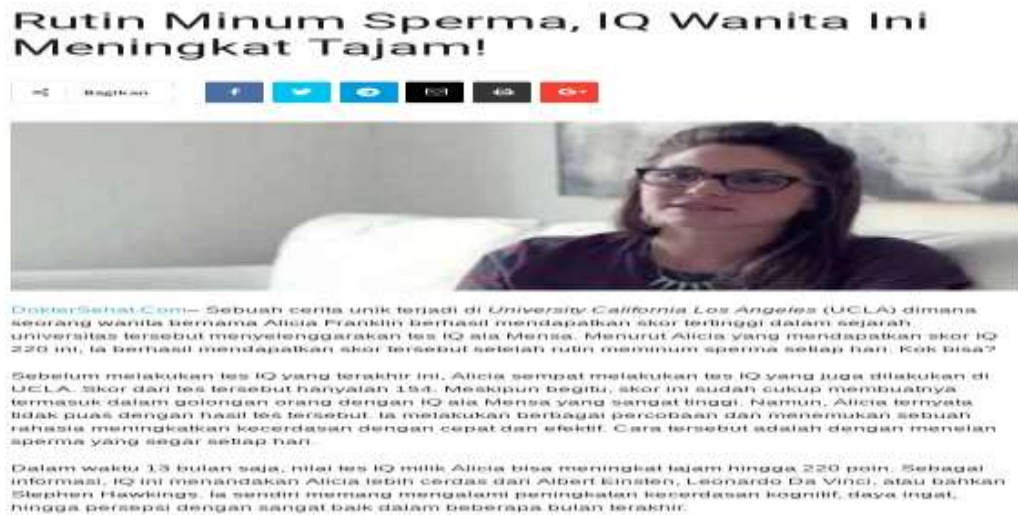 Rutin Minum Sperma, IQ Wanita Ini
Meningkat Tajam!
Bagikan
DokterSehat.Com– Sebuah cerita unik terjadi di University California Los Angeles (UCLA) dimana
seorang wanita bernama Alicia Franklin berhasil mendapatkan skor tertinggi dalam sejarah
universitas tersebut menyelenggarakan tes IQ ala Mensa. Menurut Alicia yang mendapatkan skor IQ
220 ini, ia berhasil mendapatkan skor tersebut setelah rutin meminum sperma setiap hari. Kok bisa?
Sebelum melakukan tes IQ yang terakhir ini, Alicia sempat melakukan tes IQ yang juga dilakukan di
UCLA. Skor dari tes tersebut hanyalah 154. Meskipun begitu, skor ini sudah cukup membuatnya
termasuk dalam golongan orang dengan IQ ala Mensa yang sangat tinggi. Namun, Alicia ternyata
tidak puas dengan hasil tes tersebut. Ia melakukan berbagai percobaan dan menemukan sebuah
rahasia meningkatkan kecerdasan dengan cepat dan efektif. Cara tersebut adalah dengan menelan
sperma yang segar setiap hari.
Dalam waktu 13 bulan saja, nilai tes IQ milik Alicia bisa meningkat tajam hingga 220 poin. Sebagai
informasi, IQ ini menandakan Alicia lebih cerdas dari Albert Einsten, Leonardo Da Vinci, atau bahkan
Stephen Hawkings. Ia sendiri memang mengalami peningkatan kecerdasan kognitif, daya ingat,
hingga persepsi dengan sangat baik dalam beberapa bulan terakhir.